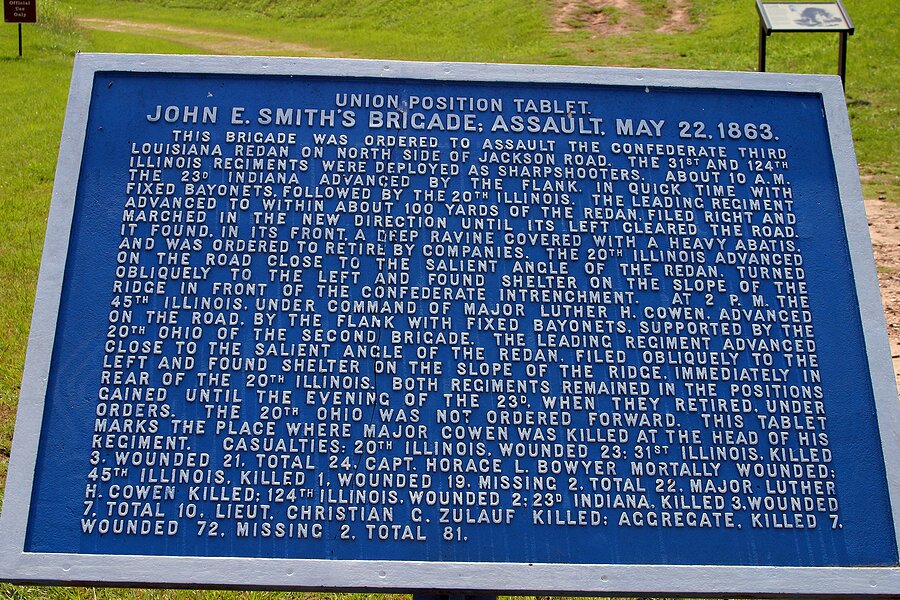 Official
Use
Only
UNION POSITION TABLET.
JOHN E. SMITH'S BRIGADE; ASSAULT, MAY 22, 1863.
THIS BRIGADE WAS ORDERED TO ASSAULT THE CONFEDERATE THIRD
LOUISIANA REDAN ON NORTH SIDE OF JACKSON ROAD. THE 31ST AND 124TH
ILLINOIS REGIMENTS WERE DEPLOYED AS SHARPSHOOTERS. ABOUT 10 A.M.
THE 23D INDIANA ADVANCED BY THE FLANK, IN QUICK TIME WITH
FIXED BAYONETS, FOLLOWED BY THE 20TH ILLINOIS. THE LEADING REGIMENT
ADVANCED TO WITHIN ABOUT 100 YARDS OF THE REDAN, FILED RIGHT AND
MARCHED IN THE NEW DIRECTION UNTIL ITS LEFT CLEARED THE ROAD.
IT FOUND, IN ITS FRONT, A DEEP RAVINE COVERED WITH A HEAVY ABATIS,
AND WAS ORDERED TO RETIRE BY COMPANIES. THE 20TH ILLINOIS ADVANCED
ON THE ROAD CLOSE TO THE SALIENT ANGLE OF THE REDAN, TURNED
OBLIQUELY TO THE LEFT AND FOUND SHELTER ON THE SLOPE OF THE
RIDGE IN FRONT OF THE CONFEDERATE INTRENCHMENT. AT 2 P. M. THE
45TH ILLINOIS, UNDER COMMAND OF MAJOR LUTHER H. COWEN, ADVANCED
ON THE ROAD, BY THE FLANK WITH FIXED BAYONETS, SUPPORTED BY THE
20TH OHIO OF THE SECOND BRIGADE. THE LEADING REGIMENT ADVANCED
CLOSE TO THE SALIENT ANGLE OF THE REDAN, FILED OBLIQUELY TO THE
LEFT AND FOUND SHELTER ON THE SLOPE OF THE RIDGE, IMMEDIATELY IN
REAR OF THE 20TH ILLINOIS. BOTH REGIMENTS REMAINED IN THE POSITIONS
GAINED UNTIL THE EVENING OF THE 23D, WHEN THEY RETIRED, UNDER
ORDERS. THE 20TH OHIO WAS NOT ORDERED FORWARD. THIS TABLET
MARKS THE PLACE WHERE MAJOR COWEN WAS KILLED AT THE HEAD OF HIS
REGIMENT. CASUALTIES: 20TH ILLINOIS, WOUNDED 23; 31ST ILLINOIS, KILLED
3, WOUNDED 21, TOTAL 24, CAPT. HORACE L. BOWYER MORTALLY WOUNDED;
45TH ILLINOIS, KILLED 1, WOUNDED 19, MISSING 2, TOTAL 22, MAJOR LUTHER
H. COWEN KILLED; 124TH ILLINOIS, WOUNDED 2; 23D INDIANA, KILLED 3, WOUNDED
7, TOTAL 10, LIEUT. CHRISTIAN G. ZULAUF KILLED; AGGREGATE, KILLED 7,
WOUNDED 72, MISSING 2, TOTAL 81.